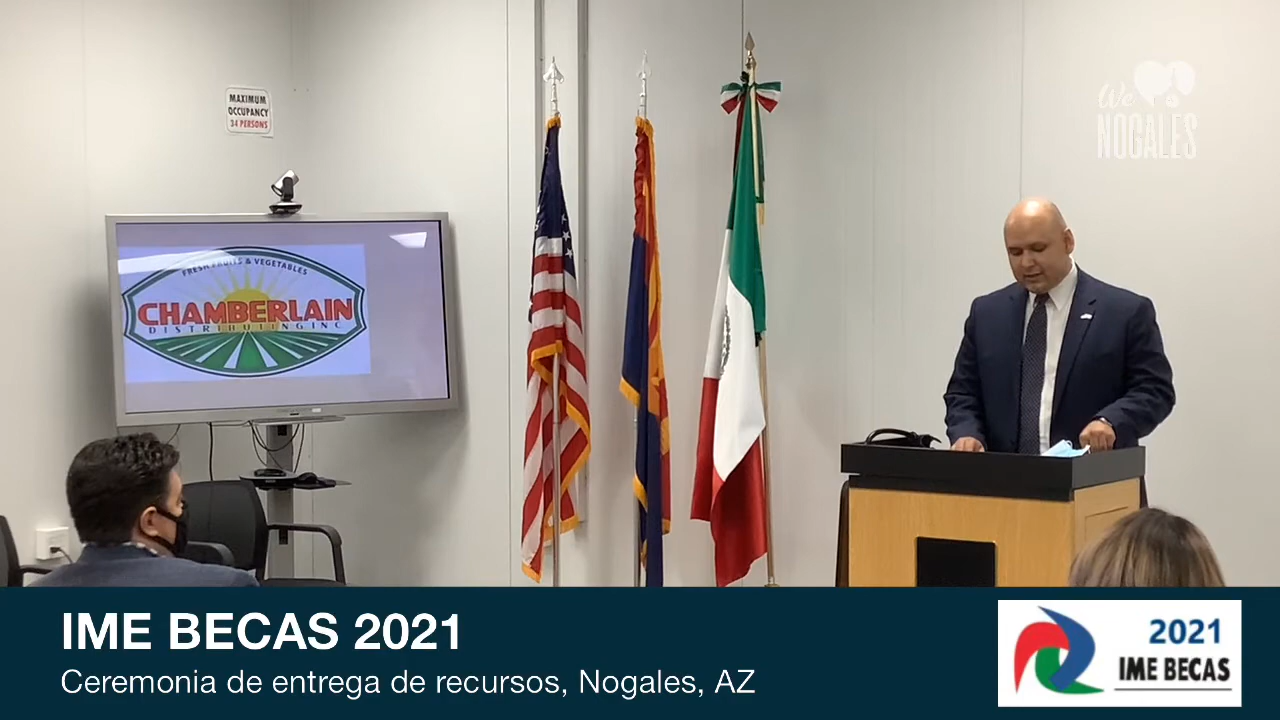 MAXIMUM
OCCUPANCY
34 PERSONS
We
NOGALES
FRESH FRUITS & VEGETABLES
CHAMBERLAIN
DISTRIBUTING INC
IME BECAS 2021
Ceremonia de entrega de recursos, Nogales, AZ
2021
IME BECAS